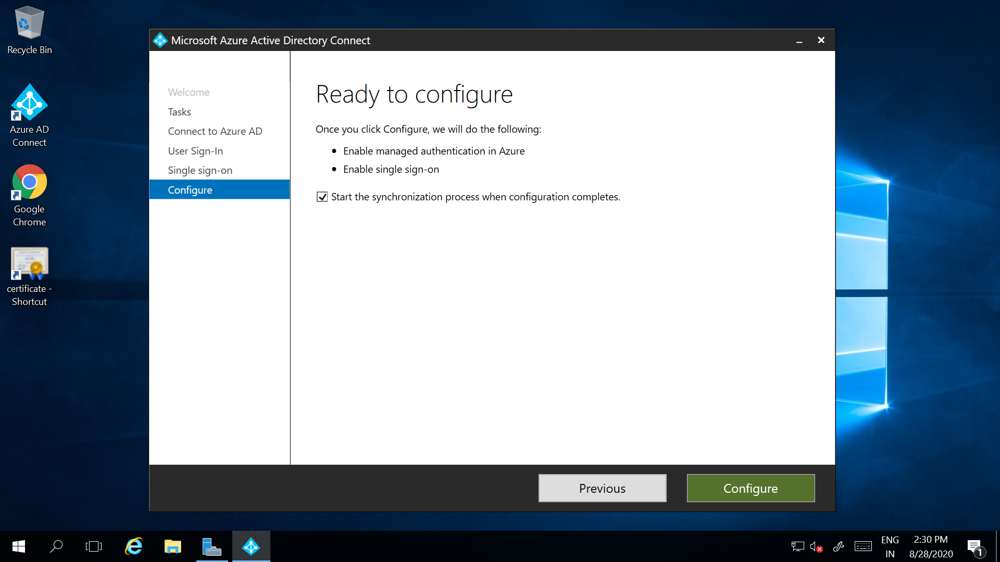 Recycle Bin
Azure AD
Connect
Google
Chrome
certificate -
Shortcut
Microsoft Azure Active Directory Connect
Welcome
Tasks
Connect to Azure AD
User Sign-In
Single sign-on
Configure
Ready to configure
Once you click Configure, we will do the following:
• Enable managed authentication in Azure
• Enable single sign-on
Start the synchronization process when configuration completes.
Previous
Configure
ENG
IN
2:30 PM
8/28/2020
1